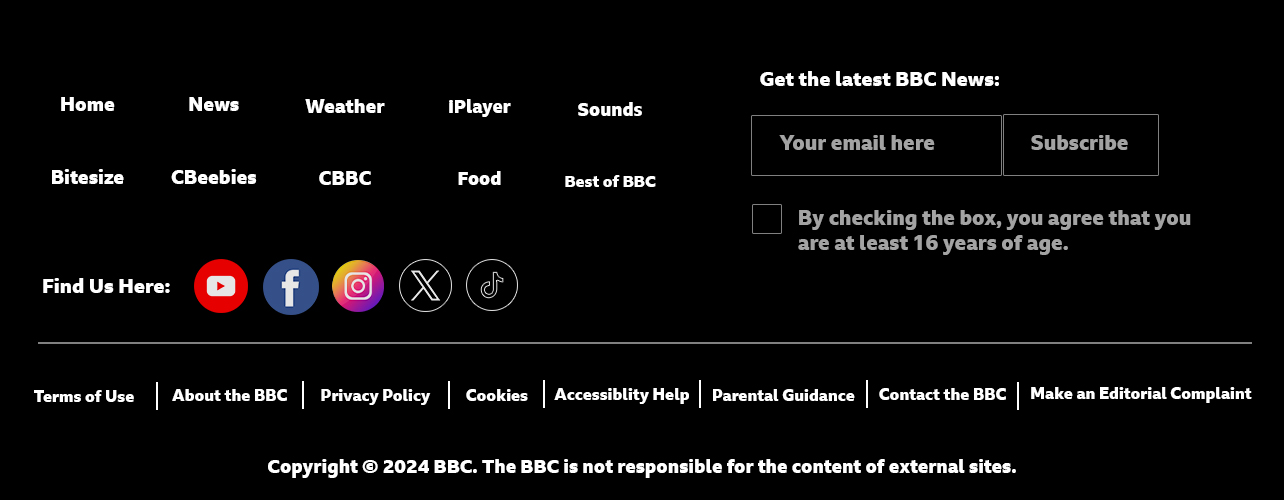 Home News Weather IPlayer Sounds
Bitesize CBeebies CBBC Food Best of BBC
Find Us Here:
Get the latest BBC News:
Your email here Subscribe
By checking the box, you agree that you
are at least 16 years of age.
Terms of Use About the BBC Privacy Policy Cookies Accessiblity Help Parental Guidance Contact the BBC Make an Editorial Complaint
Copyright © 2024 BBC. The BBC is not responsible for the content of external sites.